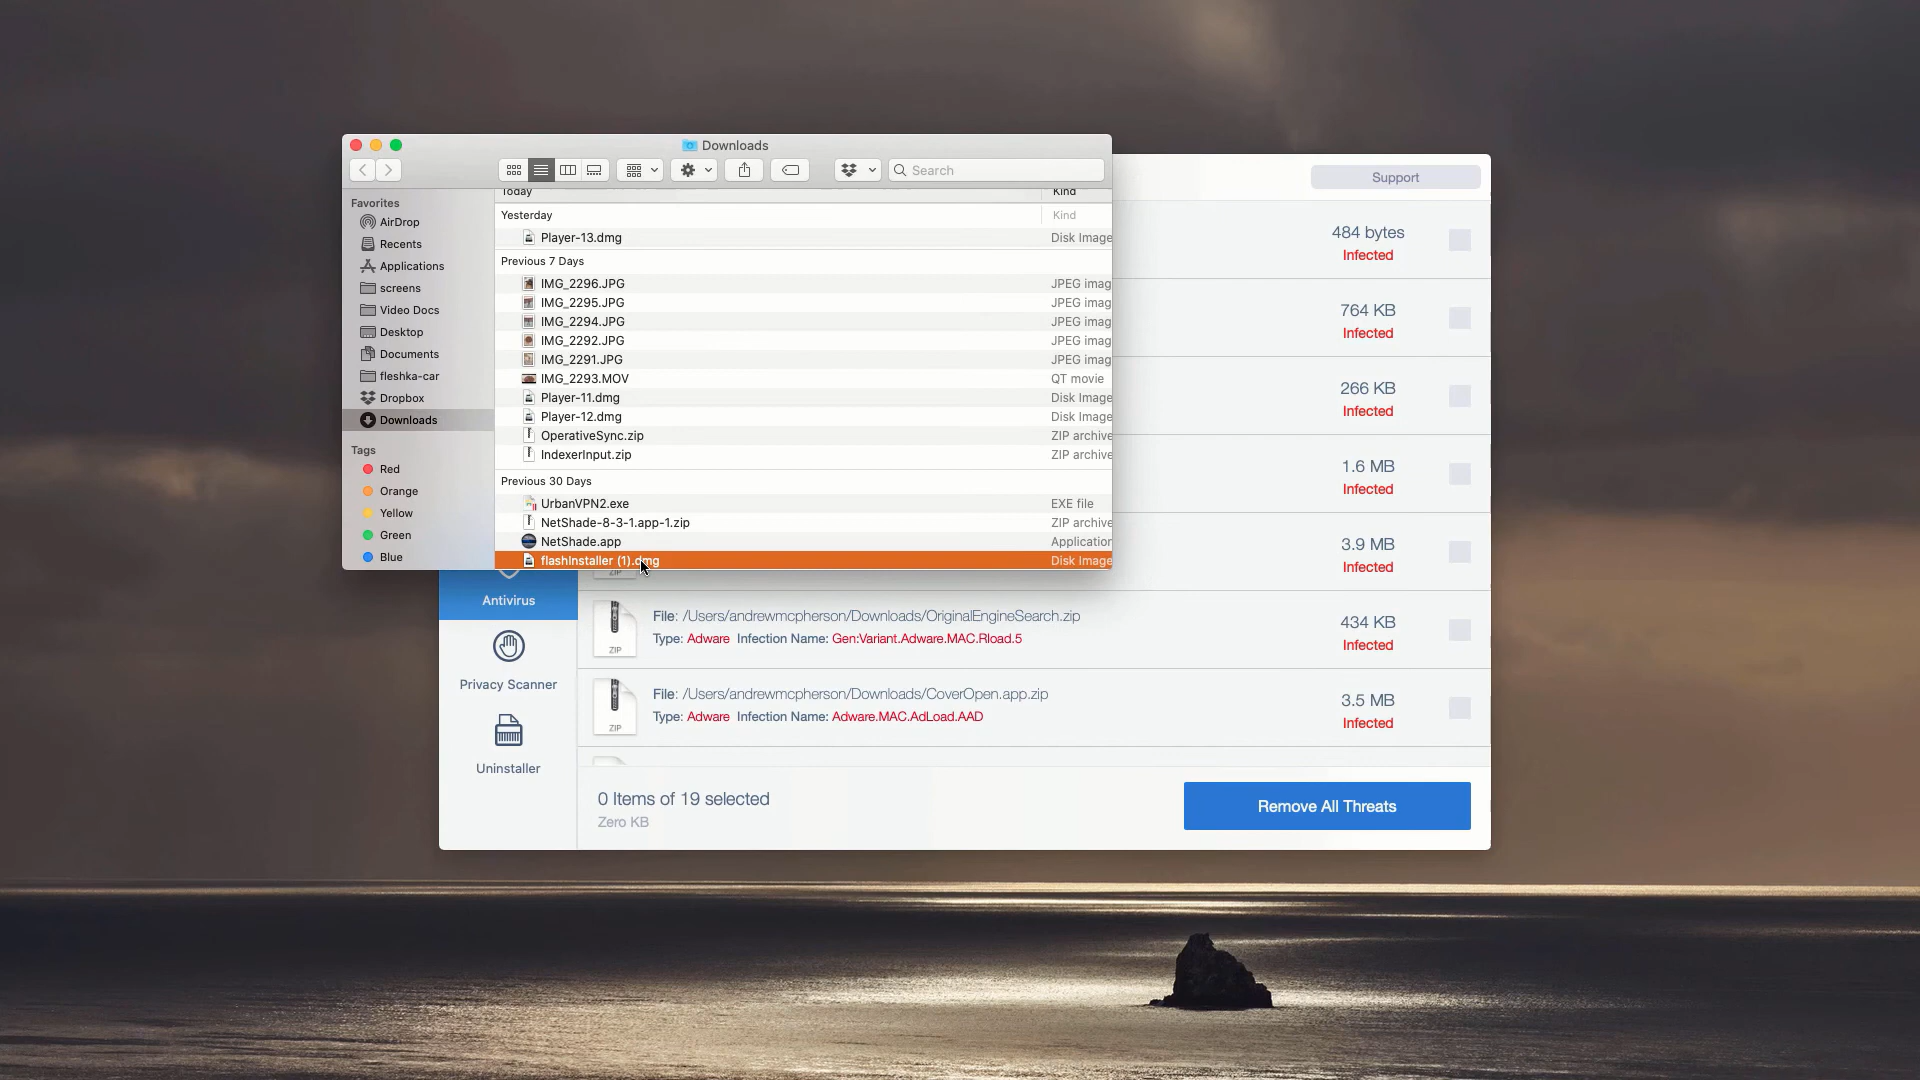 Downloads
Search
Support
Favorites
AirDrop
Recents
Applications
screens
Video Docs
Desktop
Documents
fleshka-car
Dropbox
Downloads
Tags
Red
Orange
Yellow
Green
Blue
Today Kind
Yesterday Kind
Player-13.dmg Disk Image
Previous 7 Days
IMG_2296.JPG JPEG imag
IMG_2295.JPG JPEG imag
IMG_2294.JPG JPEG imag
IMG_2292.JPG JPEG imag
IMG_2291.JPG JPEG imag
IMG_2293.MOV QT movie
Player-11.dmg Disk Image
Player-12.dmg Disk Image
OperativeSync.zip ZIP archive
IndexerInput.zip ZIP archive
Previous 30 Days
UrbanVPN2.exe EXE file
NetShade-8-3-1.app-1.zip ZIP archive
NetShade.app Application
flashInstaller (1).dmg Disk Image
484 bytes
Infected
764 KB
Infected
266 KB
Infected
1.6 MB
Infected
3.9 MB
Infected
ZIP
Antivirus
Privacy Scanner
Uninstaller
File: /Users/andrewmcpherson/Downloads/OriginalEngineSearch.zip
Type: Adware Infection Name: Gen:Variant.Adware.MAC.Rload.5
ZIP
434 KB
Infected
File: /Users/andrewmcpherson/Downloads/CoverOpen.app.zip
Type: Adware Infection Name: Adware.MAC.AdLoad.AAD
ZIP
3.5 MB
Infected
0 Items of 19 selected
Zero KB
Remove All Threats